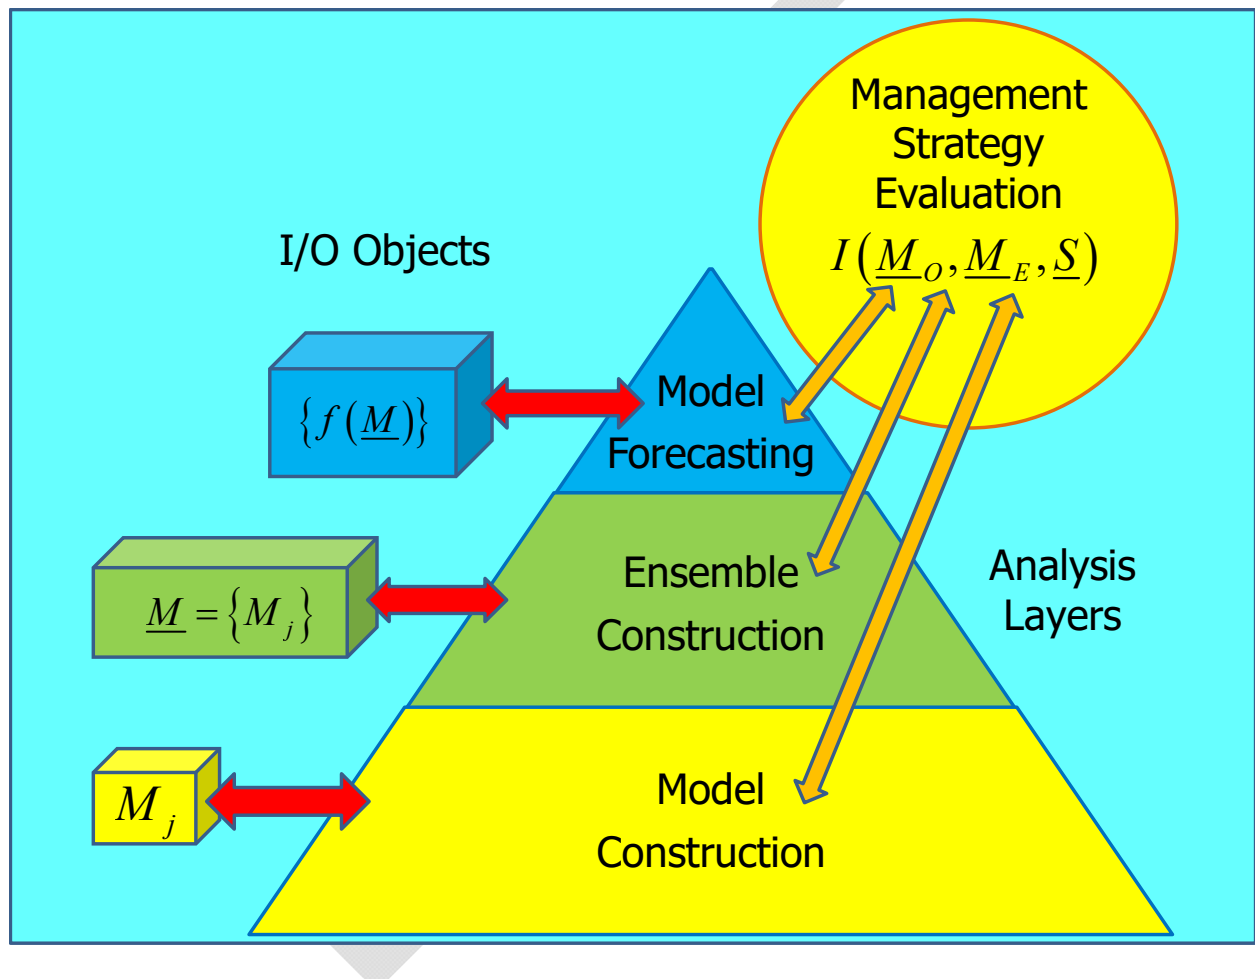 Management
Strategy
Evaluation
I(M_O, M_E, S)
I/O Objects
{f(M)}
Model
Forecasting
M = {M_j}
Ensemble
Construction
Analysis
Layers
M_j
Model
Construction